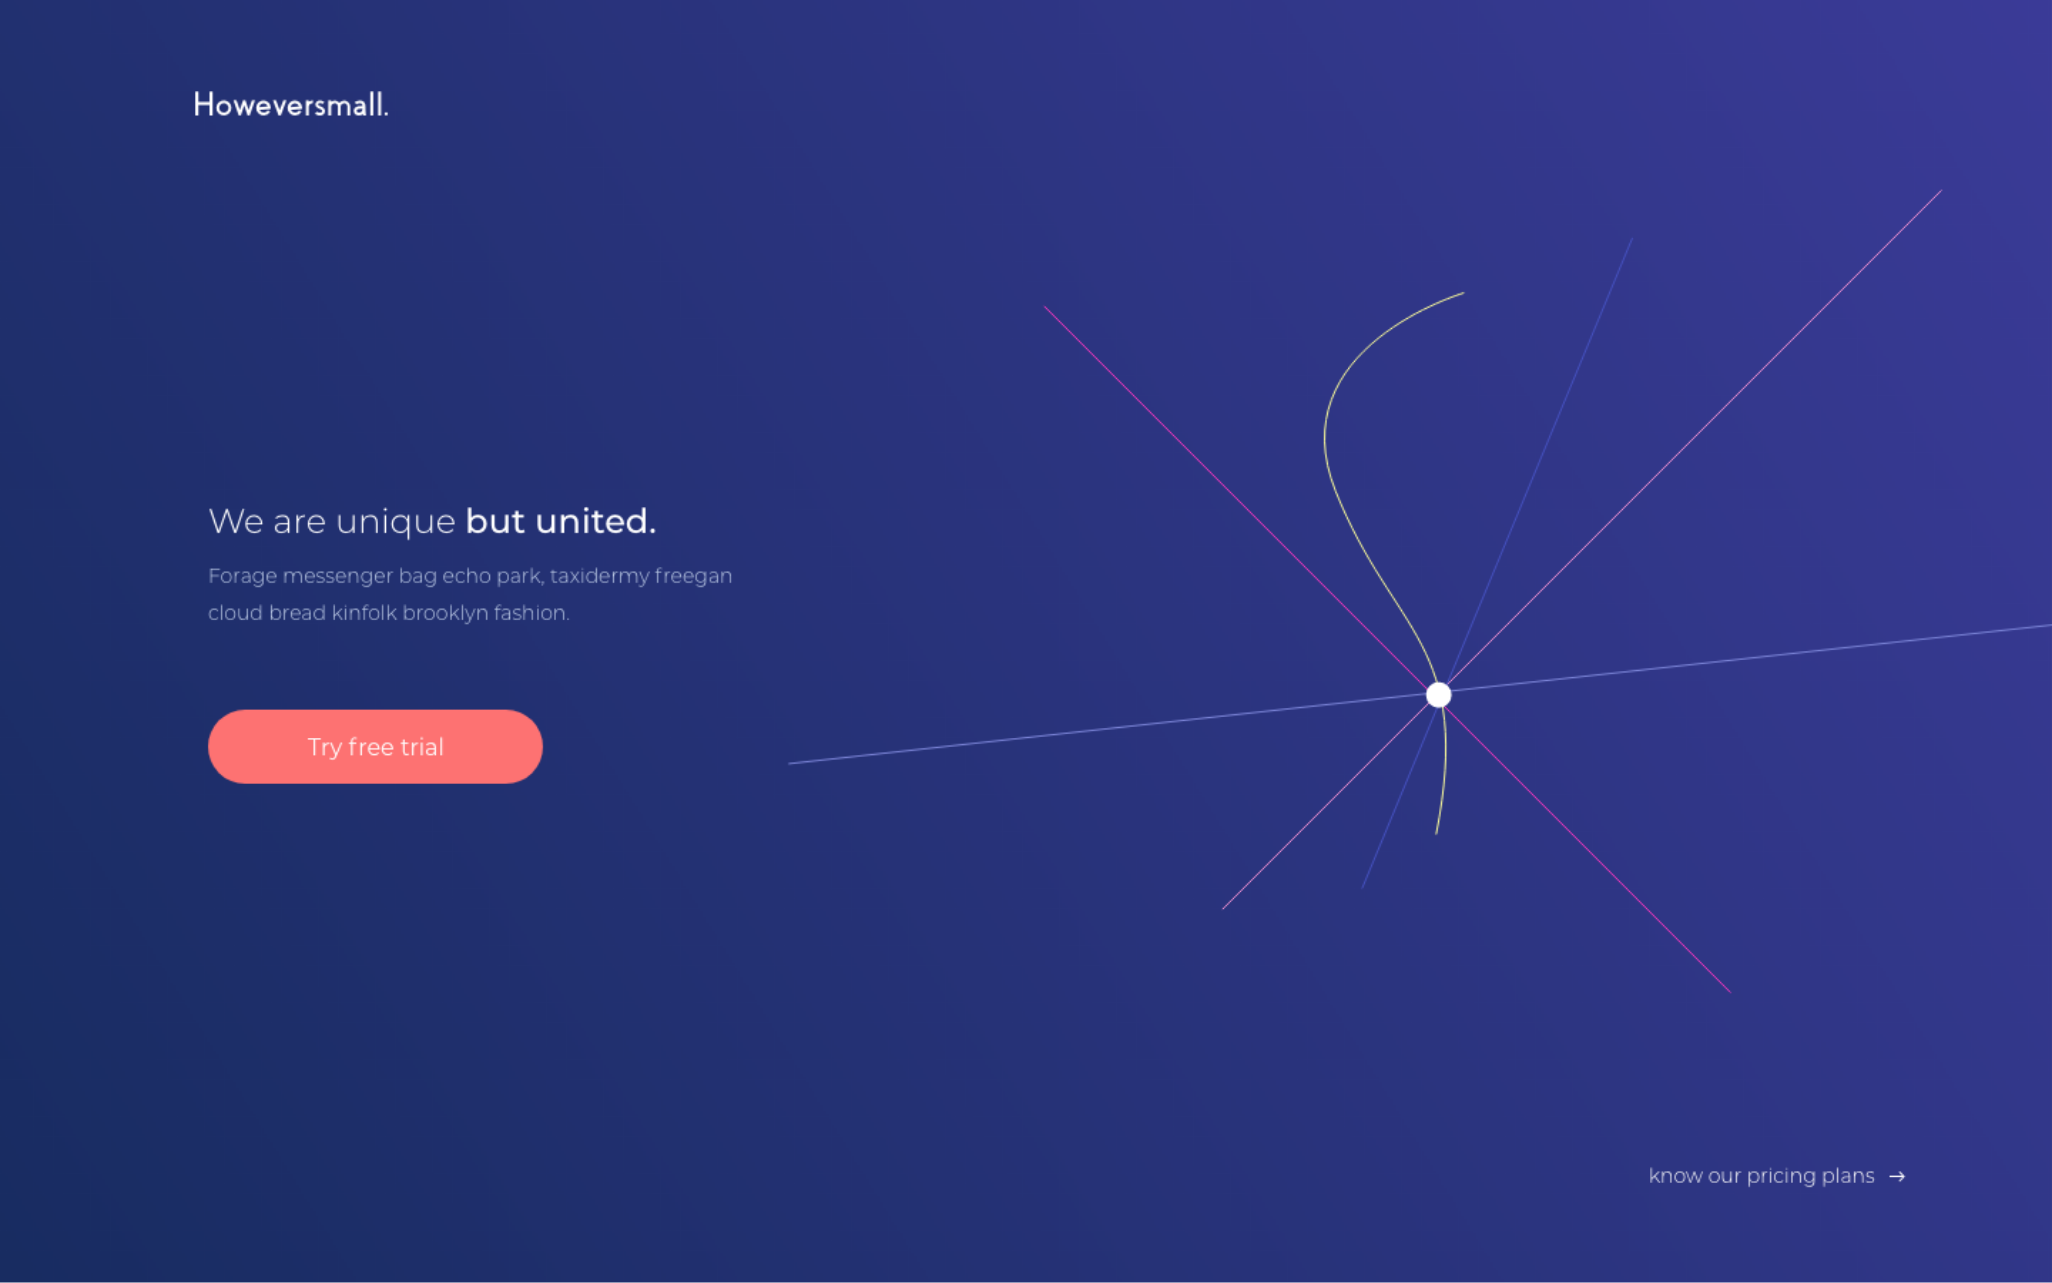 Howeversmall.
We are unique but united.
Forage messenger bag echo park, taxidermy freegan
cloud bread kinfolk brooklyn fashion.
Try free trial
know our pricing plans →